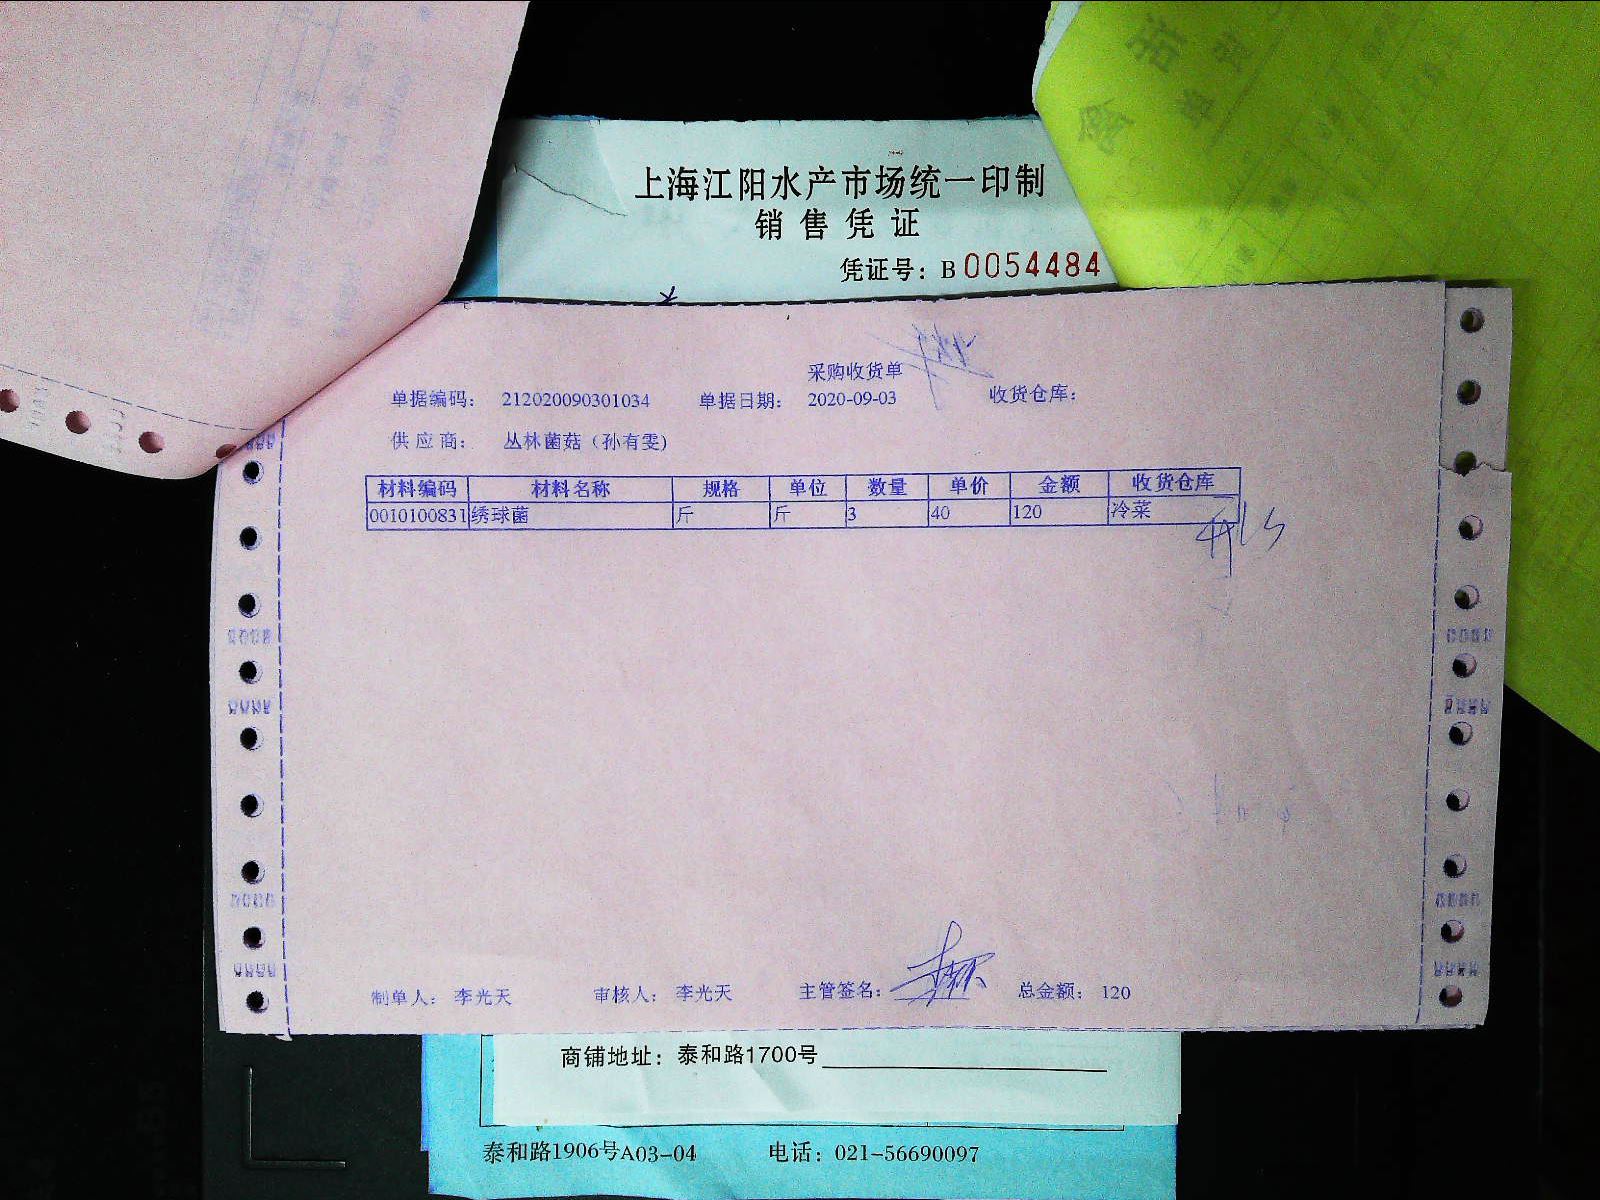 上海江阳水产市场统一印制
销售凭证
凭证号：B0054484
采购收货单
单据编码： 212020090301034 单据日期： 2020-09-03 收货仓库：
供应商： 丛林菌菇（孙有雯）
材料编码 材料名称 规格 单位 数量 单价 金额 收货仓库
0010100831 绣球菌 斤 斤 3 40 120 冷菜
制单人： 李光天 审核人： 李光天 主管签名： 总金额： 120
商铺地址：泰和路1700号
泰和路1906号A03-04 电话：021-56690097